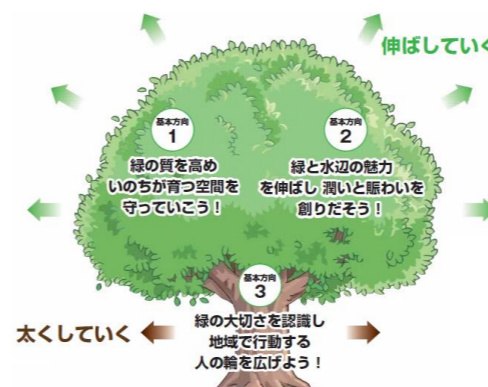 伸ばしていく
基本方向
1
緑の質を高め
いのちが育つ空間を
守っていこう！
基本方向
2
緑と水辺の魅力
を伸ばし 潤いと賑わいを
創りだそう！
基本方向
3
太くしていく
緑の大切さを認識し
地域で行動する
人の輪を広げよう！